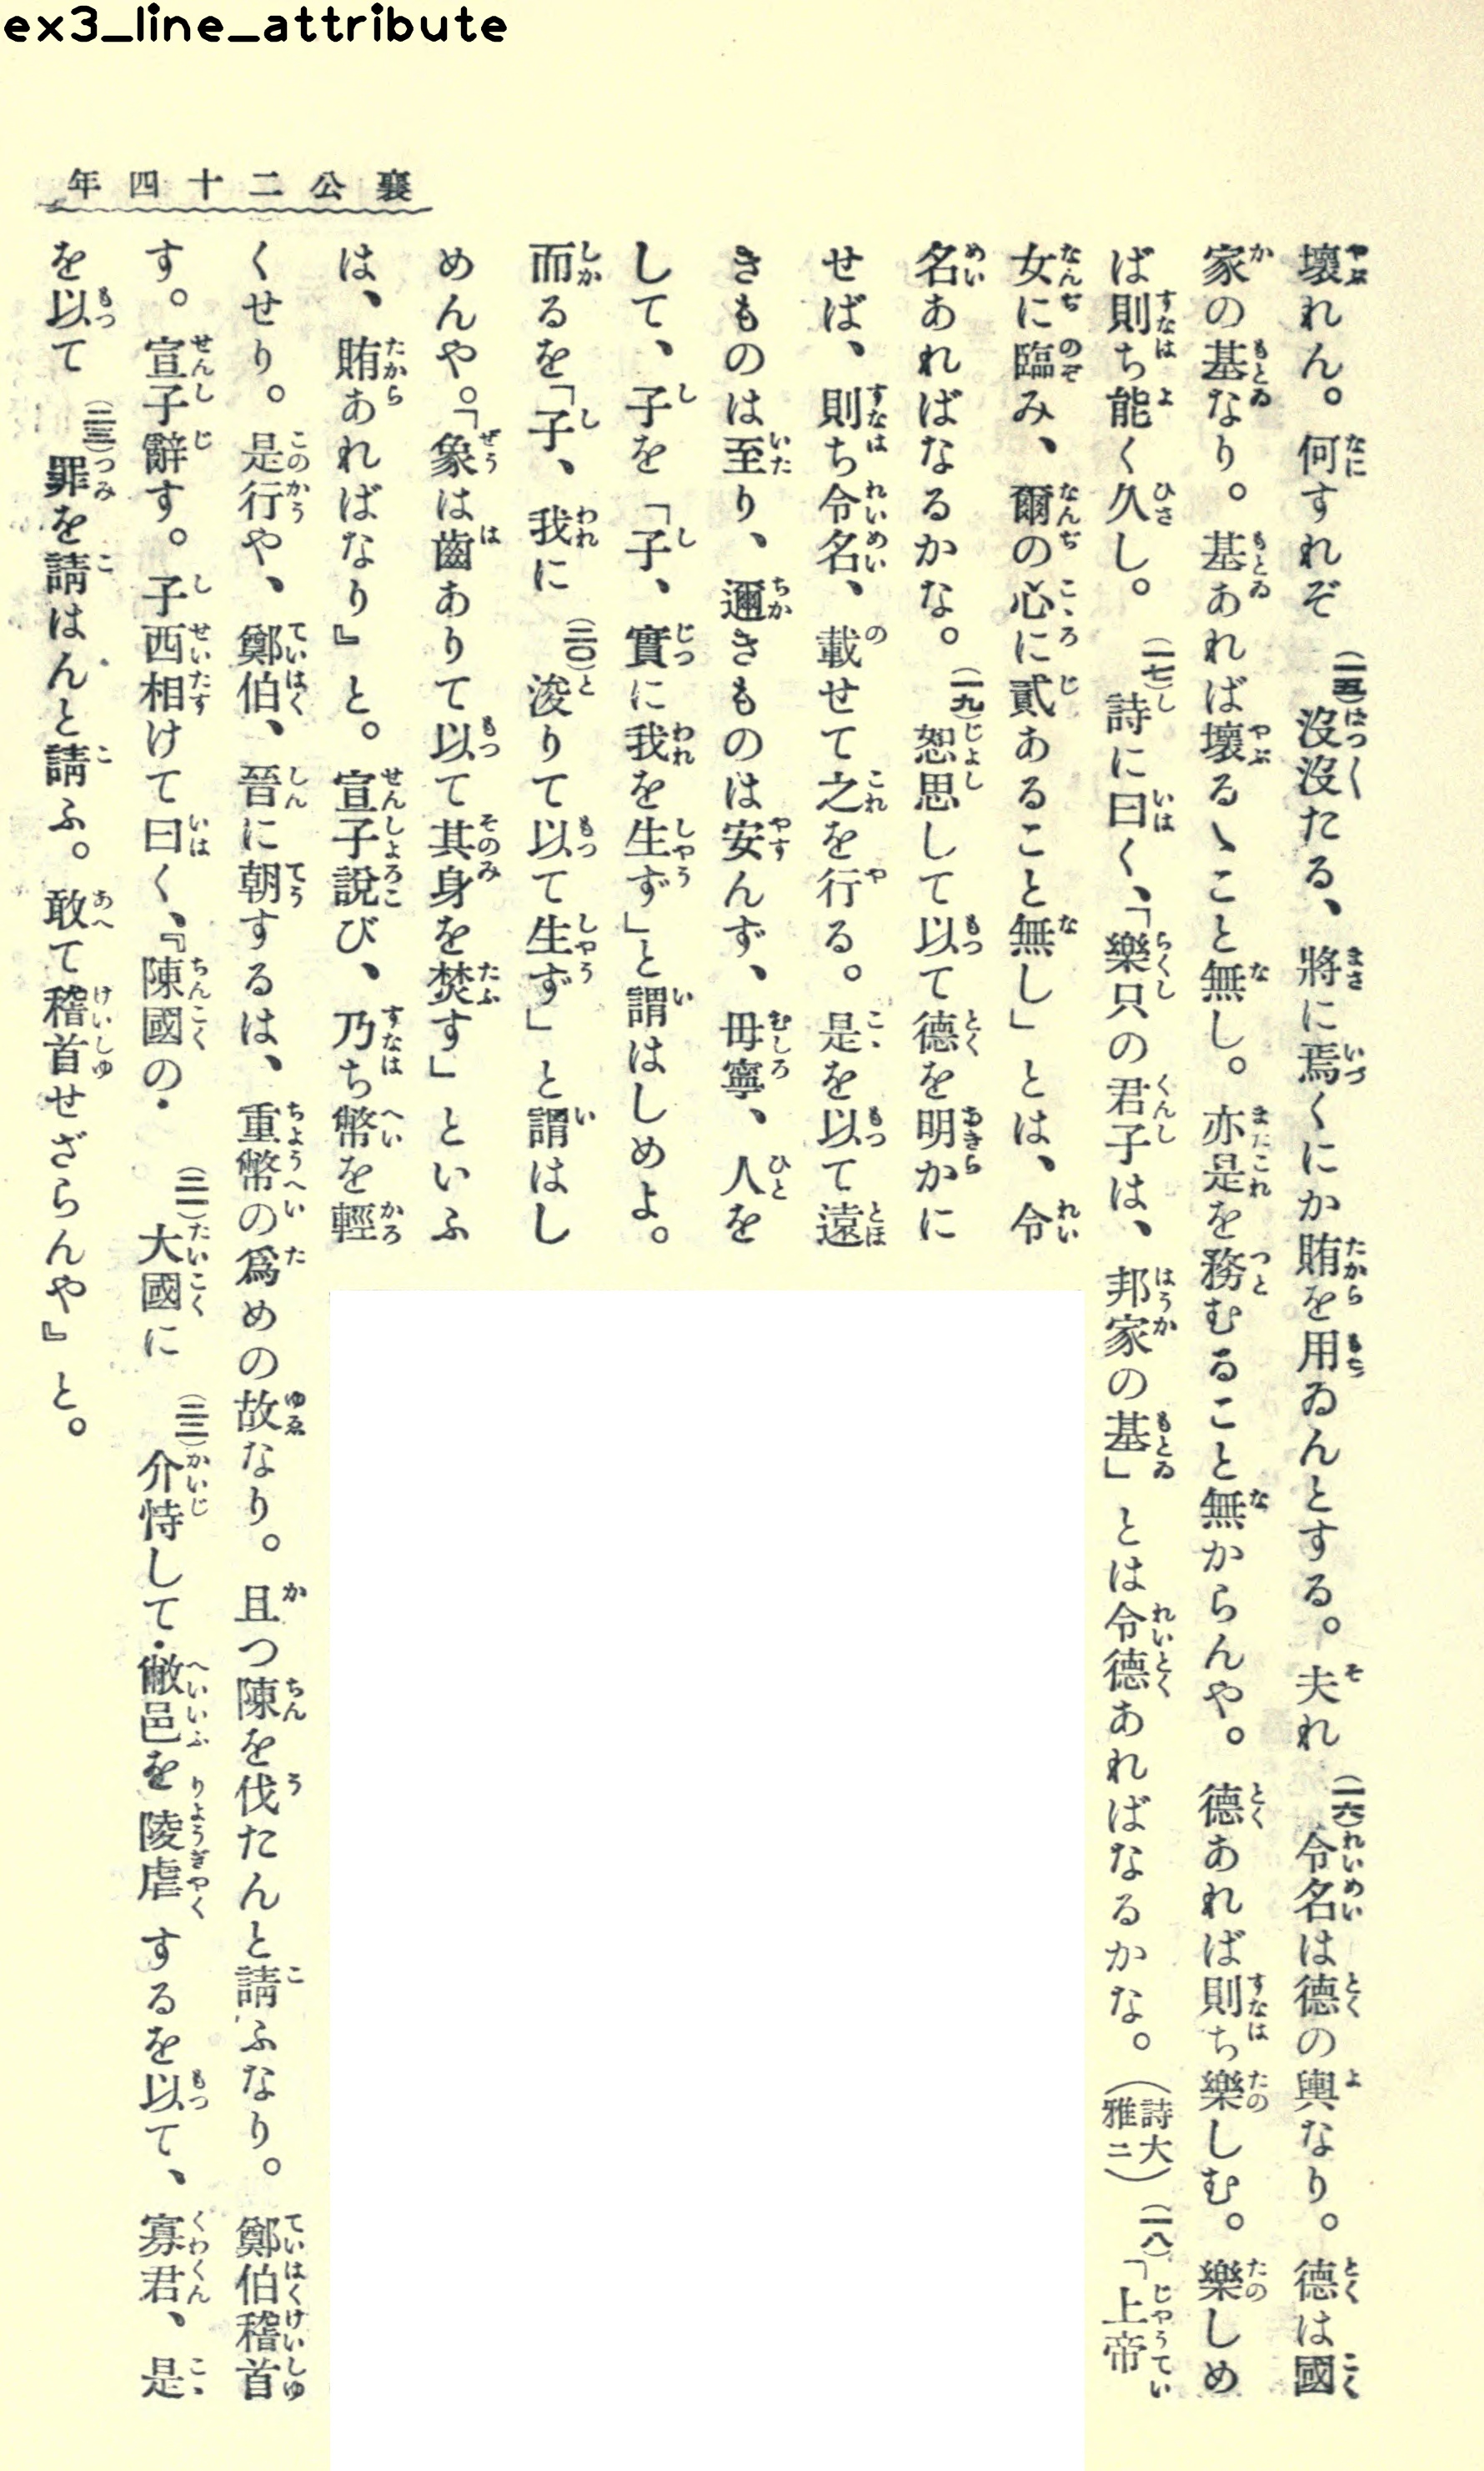 ex3_line_attribute
襄公二十四年
壞れん。何すれぞ(一五)沒沒たる、將に焉くにか賄を用ゐんとする。夫れ(一六)令名は德の輿なり。德は國
家の基なり。基あれば壞るゝこと無し。亦是を務むること無からんや。德あれば則ち樂しむ。樂しめ
ば則ち能く久し。(一七)詩に曰く、「樂只の君子は、邦家の基」とは令德あればなるかな。(詩大雅ニ)(一八)「上帝
女に臨み、爾の心に貳あること無し」とは、令
名あればなるかな。(一九)恕思して以て德を明かに
せば、則ち令名、載せて之を行る。是を以て遠
きものは至り、邇きものは安んず、毋寧、人を
して、子を「子、實に我を生ず」と謂はしめよ。
而るを「子、我に(二〇)浚りて以て生ず」と謂はし
めんや。「象は齒ありて以て其身を焚す」といふ
は、賄あればなり』と。宣子說び、乃ち幣を輕
くせり。是行や、鄭伯、晉に朝するは、重幣の爲めの故なり。且つ陳を伐たんと請ふなり。鄭伯稽首
す。宣子辭す。子西相けて曰く、『陳國の・(二一)大國に(二二)介恃して・敝邑を陵虐するを以て、寡君、是
を以て(二三)罪を請はんと請ふ。敢て稽首せざらんや』と。